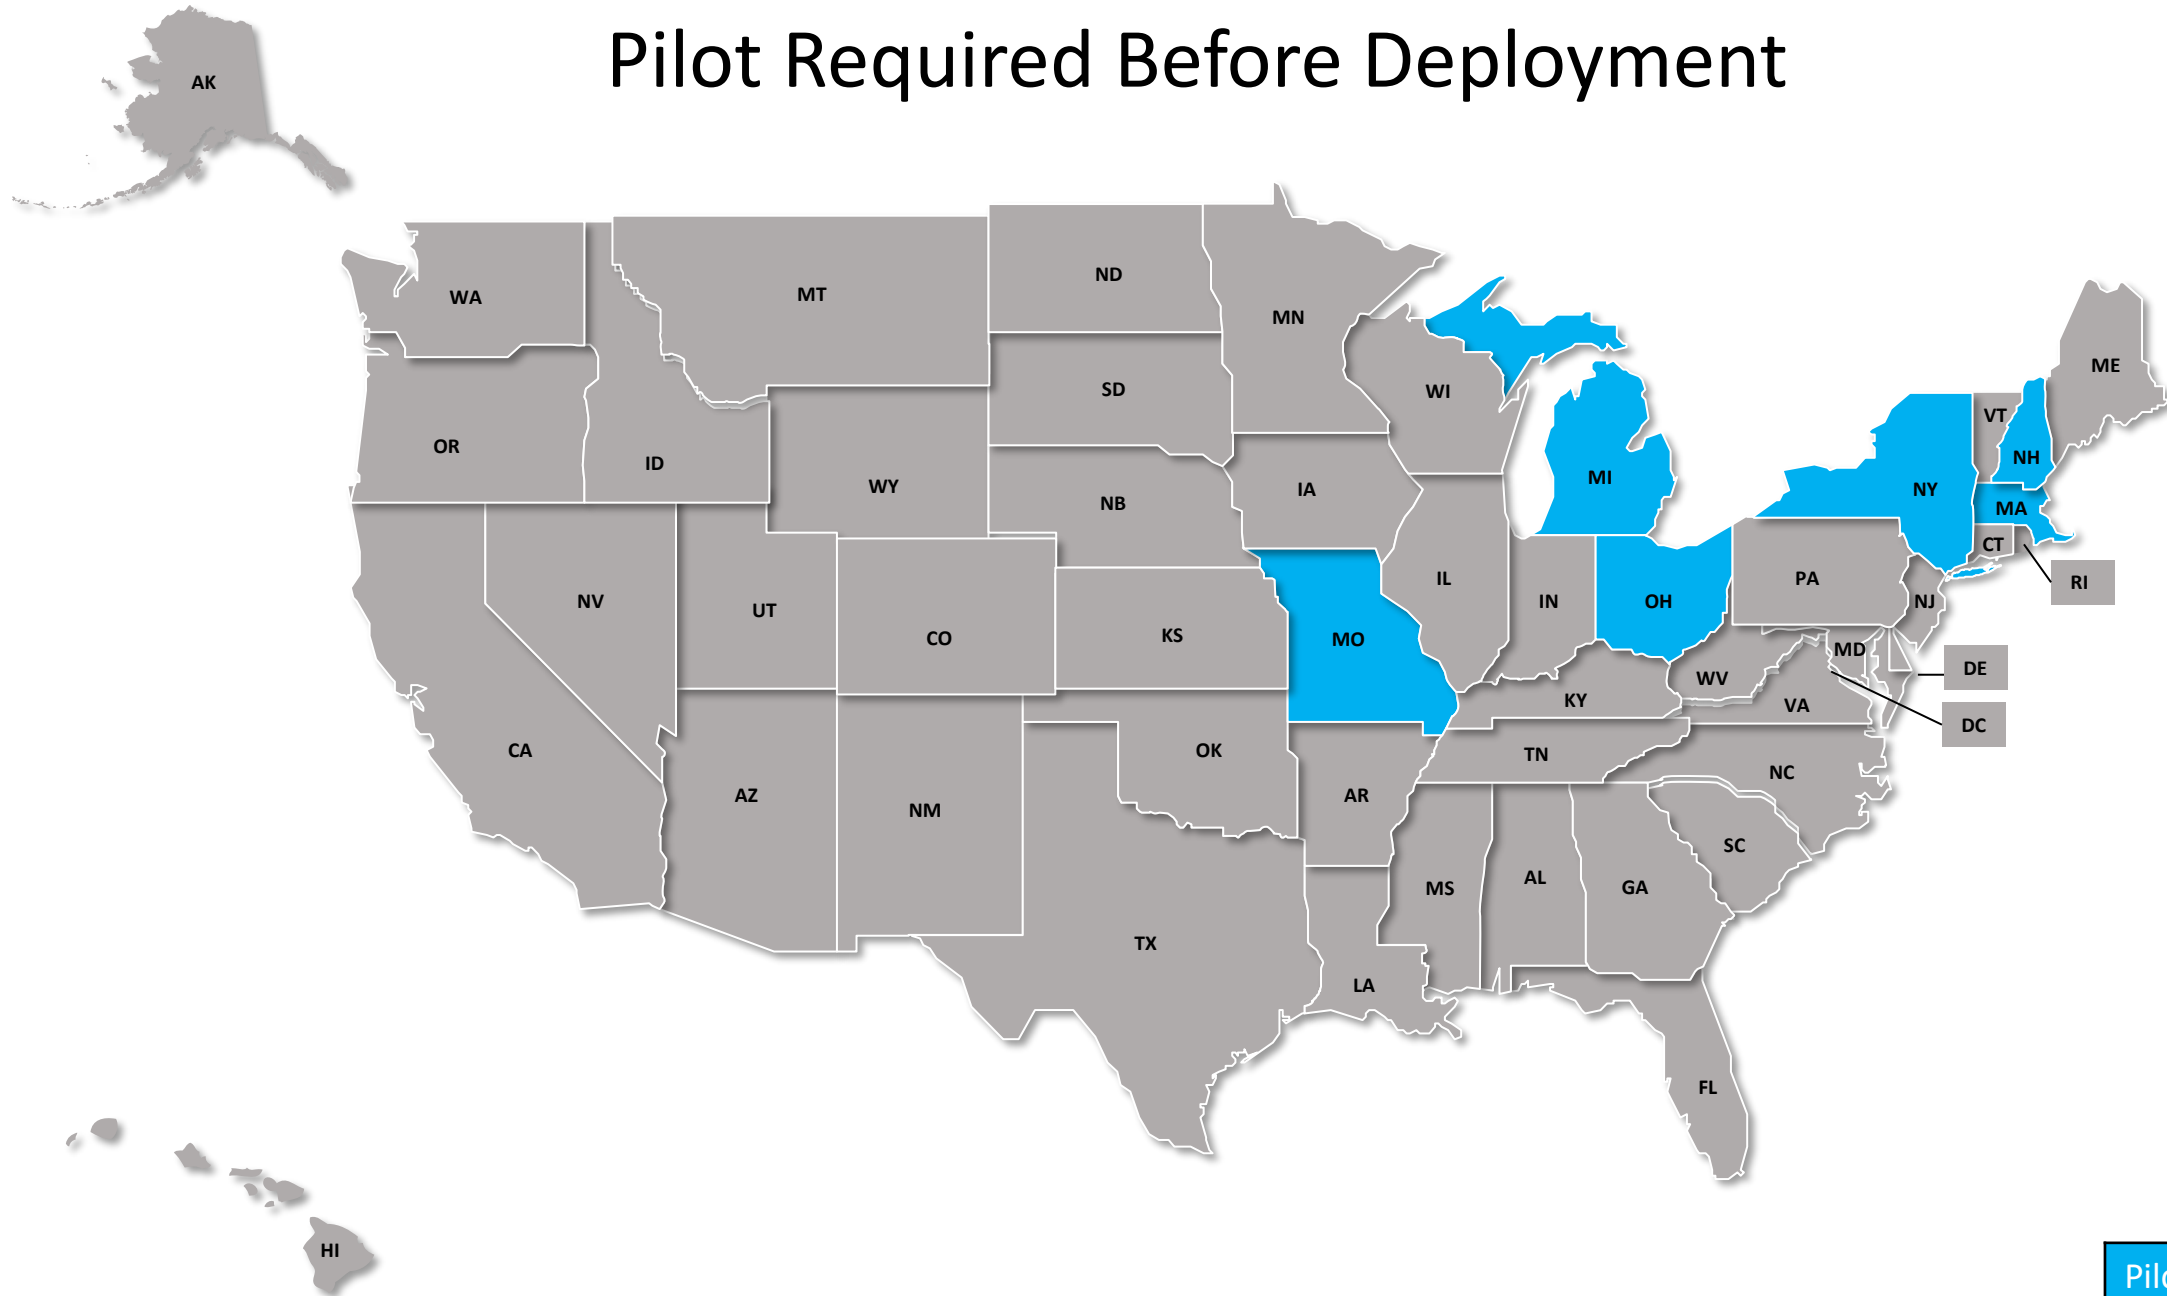 Pilot Required Before Deployment
AK
WA
MT
ND
MN
ME
OR
ID
SD
WI
VT
NH
WY
NB
IA
MI
NY
MA
CT
RI
NV
UT
CO
KS
MO
IL
IN
OH
PA
NJ
MD
DE
WV
VA
DC
KY
CA
AZ
NM
OK
AR
TN
NC
SC
MS
AL
GA
TX
LA
FL
HI